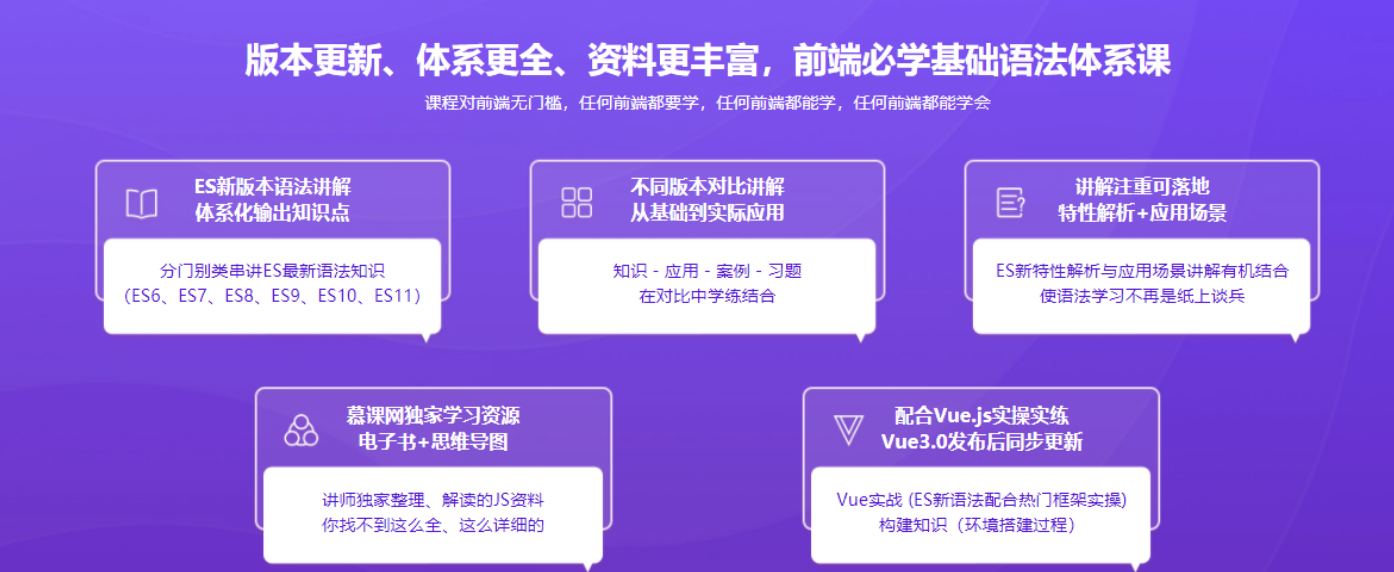 版本更新、体系更全、资料更丰富，前端必学基础语法体系课
课程对前端无门槛，任何前端都要学，任何前端都能学，任何前端都能学会
ES新版本语法讲解
体系化输出知识点
分门别类串讲ES最新语法知识
（ES6、ES7、ES8、ES9、ES10、ES11）
不同版本对比讲解
从基础到实际应用
知识 - 应用 - 案例 - 习题
在对比中学练结合
讲解注重可落地
特性解析+应用场景
ES新特性解析与应用场景讲解有机结合
使语法学习不再是纸上谈兵
慕课网独家学习资源
电子书+思维导图
讲师独家整理、解读的JS资料
你找不到这么全、这么详细的
配合Vue.js实操实练
Vue3.0发布后同步更新
Vue实战 (ES新语法配合热门框架实操)
构建知识（环境搭建过程）